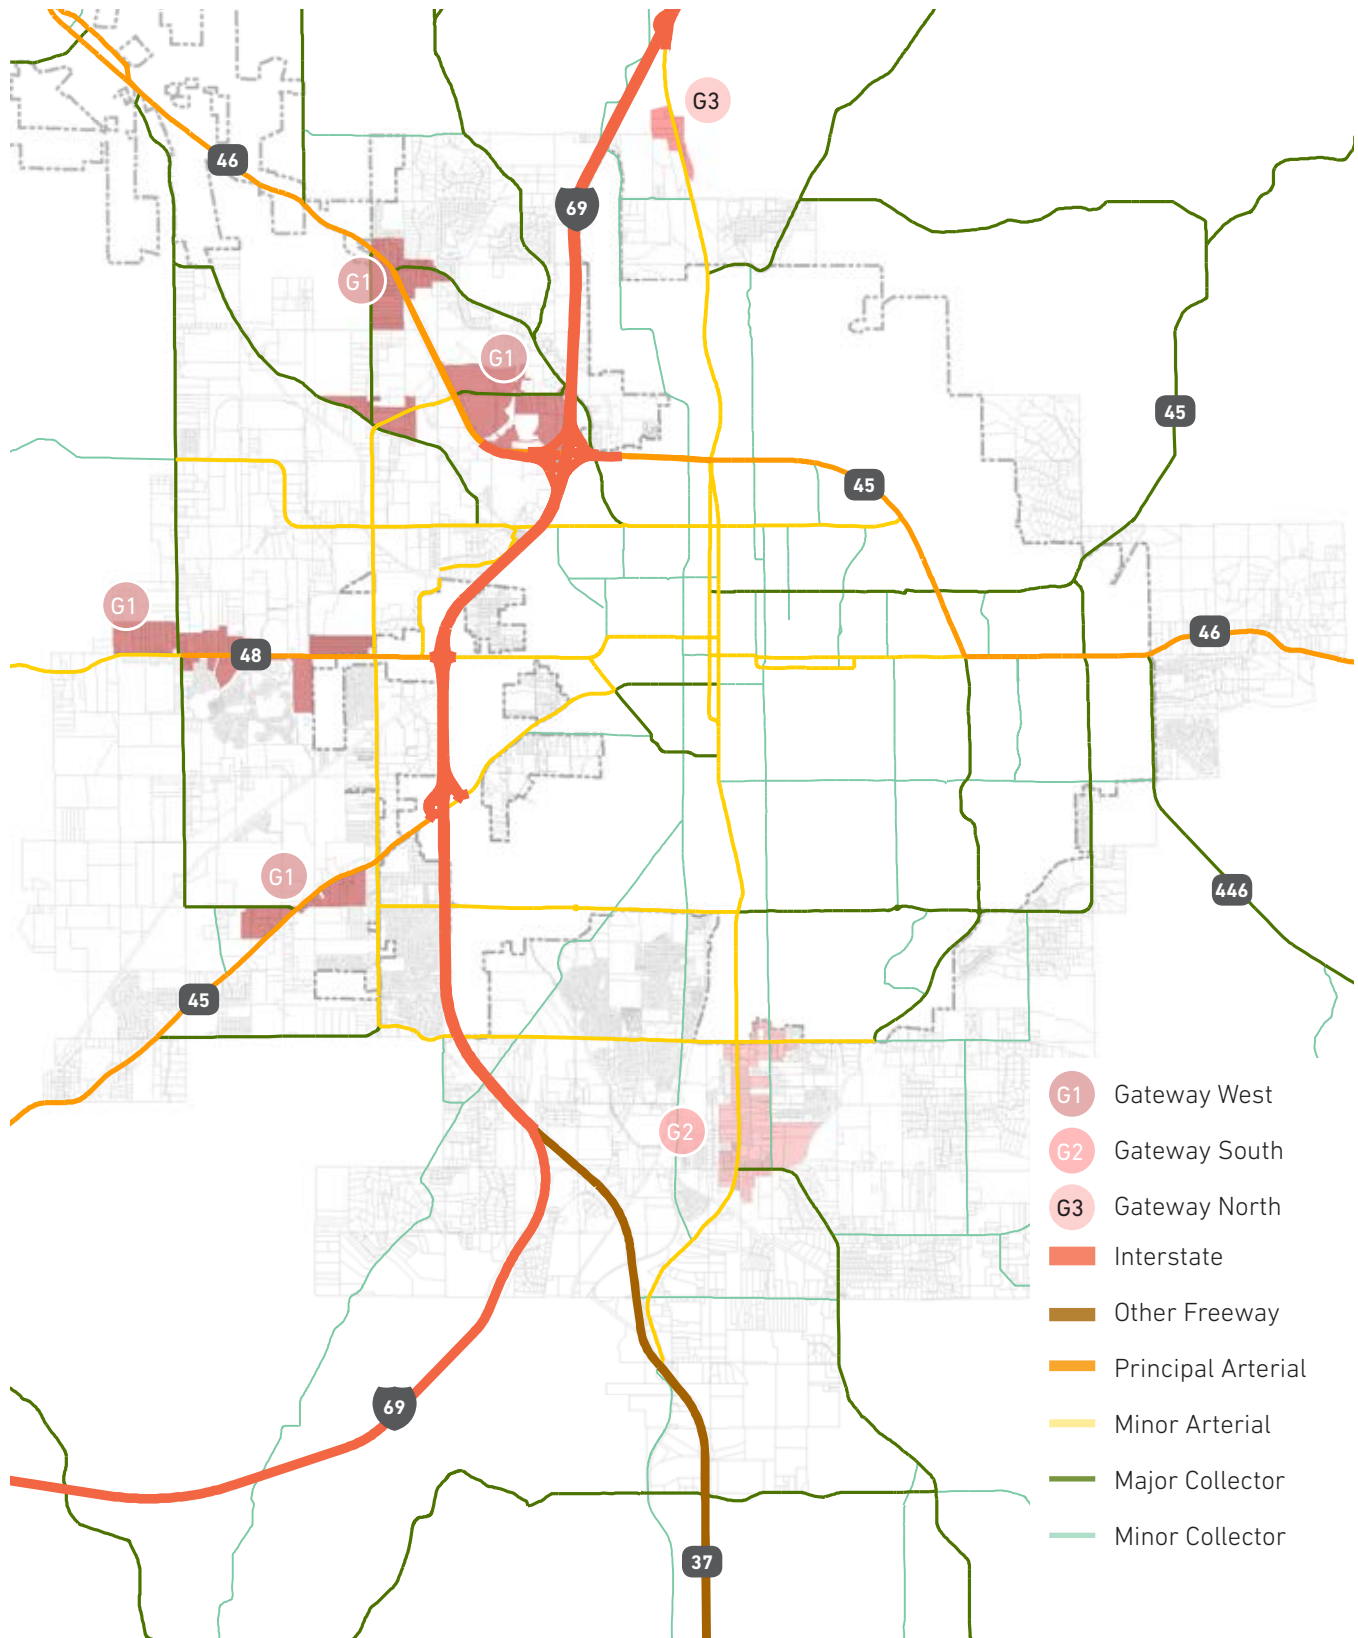 G3
46
69
G1
G1
45
45
G1
46
48
G1
446
45
G2
69
37
G1 Gateway West
G2 Gateway South
G3 Gateway North
Interstate
Other Freeway
Principal Arterial
Minor Arterial
Major Collector
Minor Collector